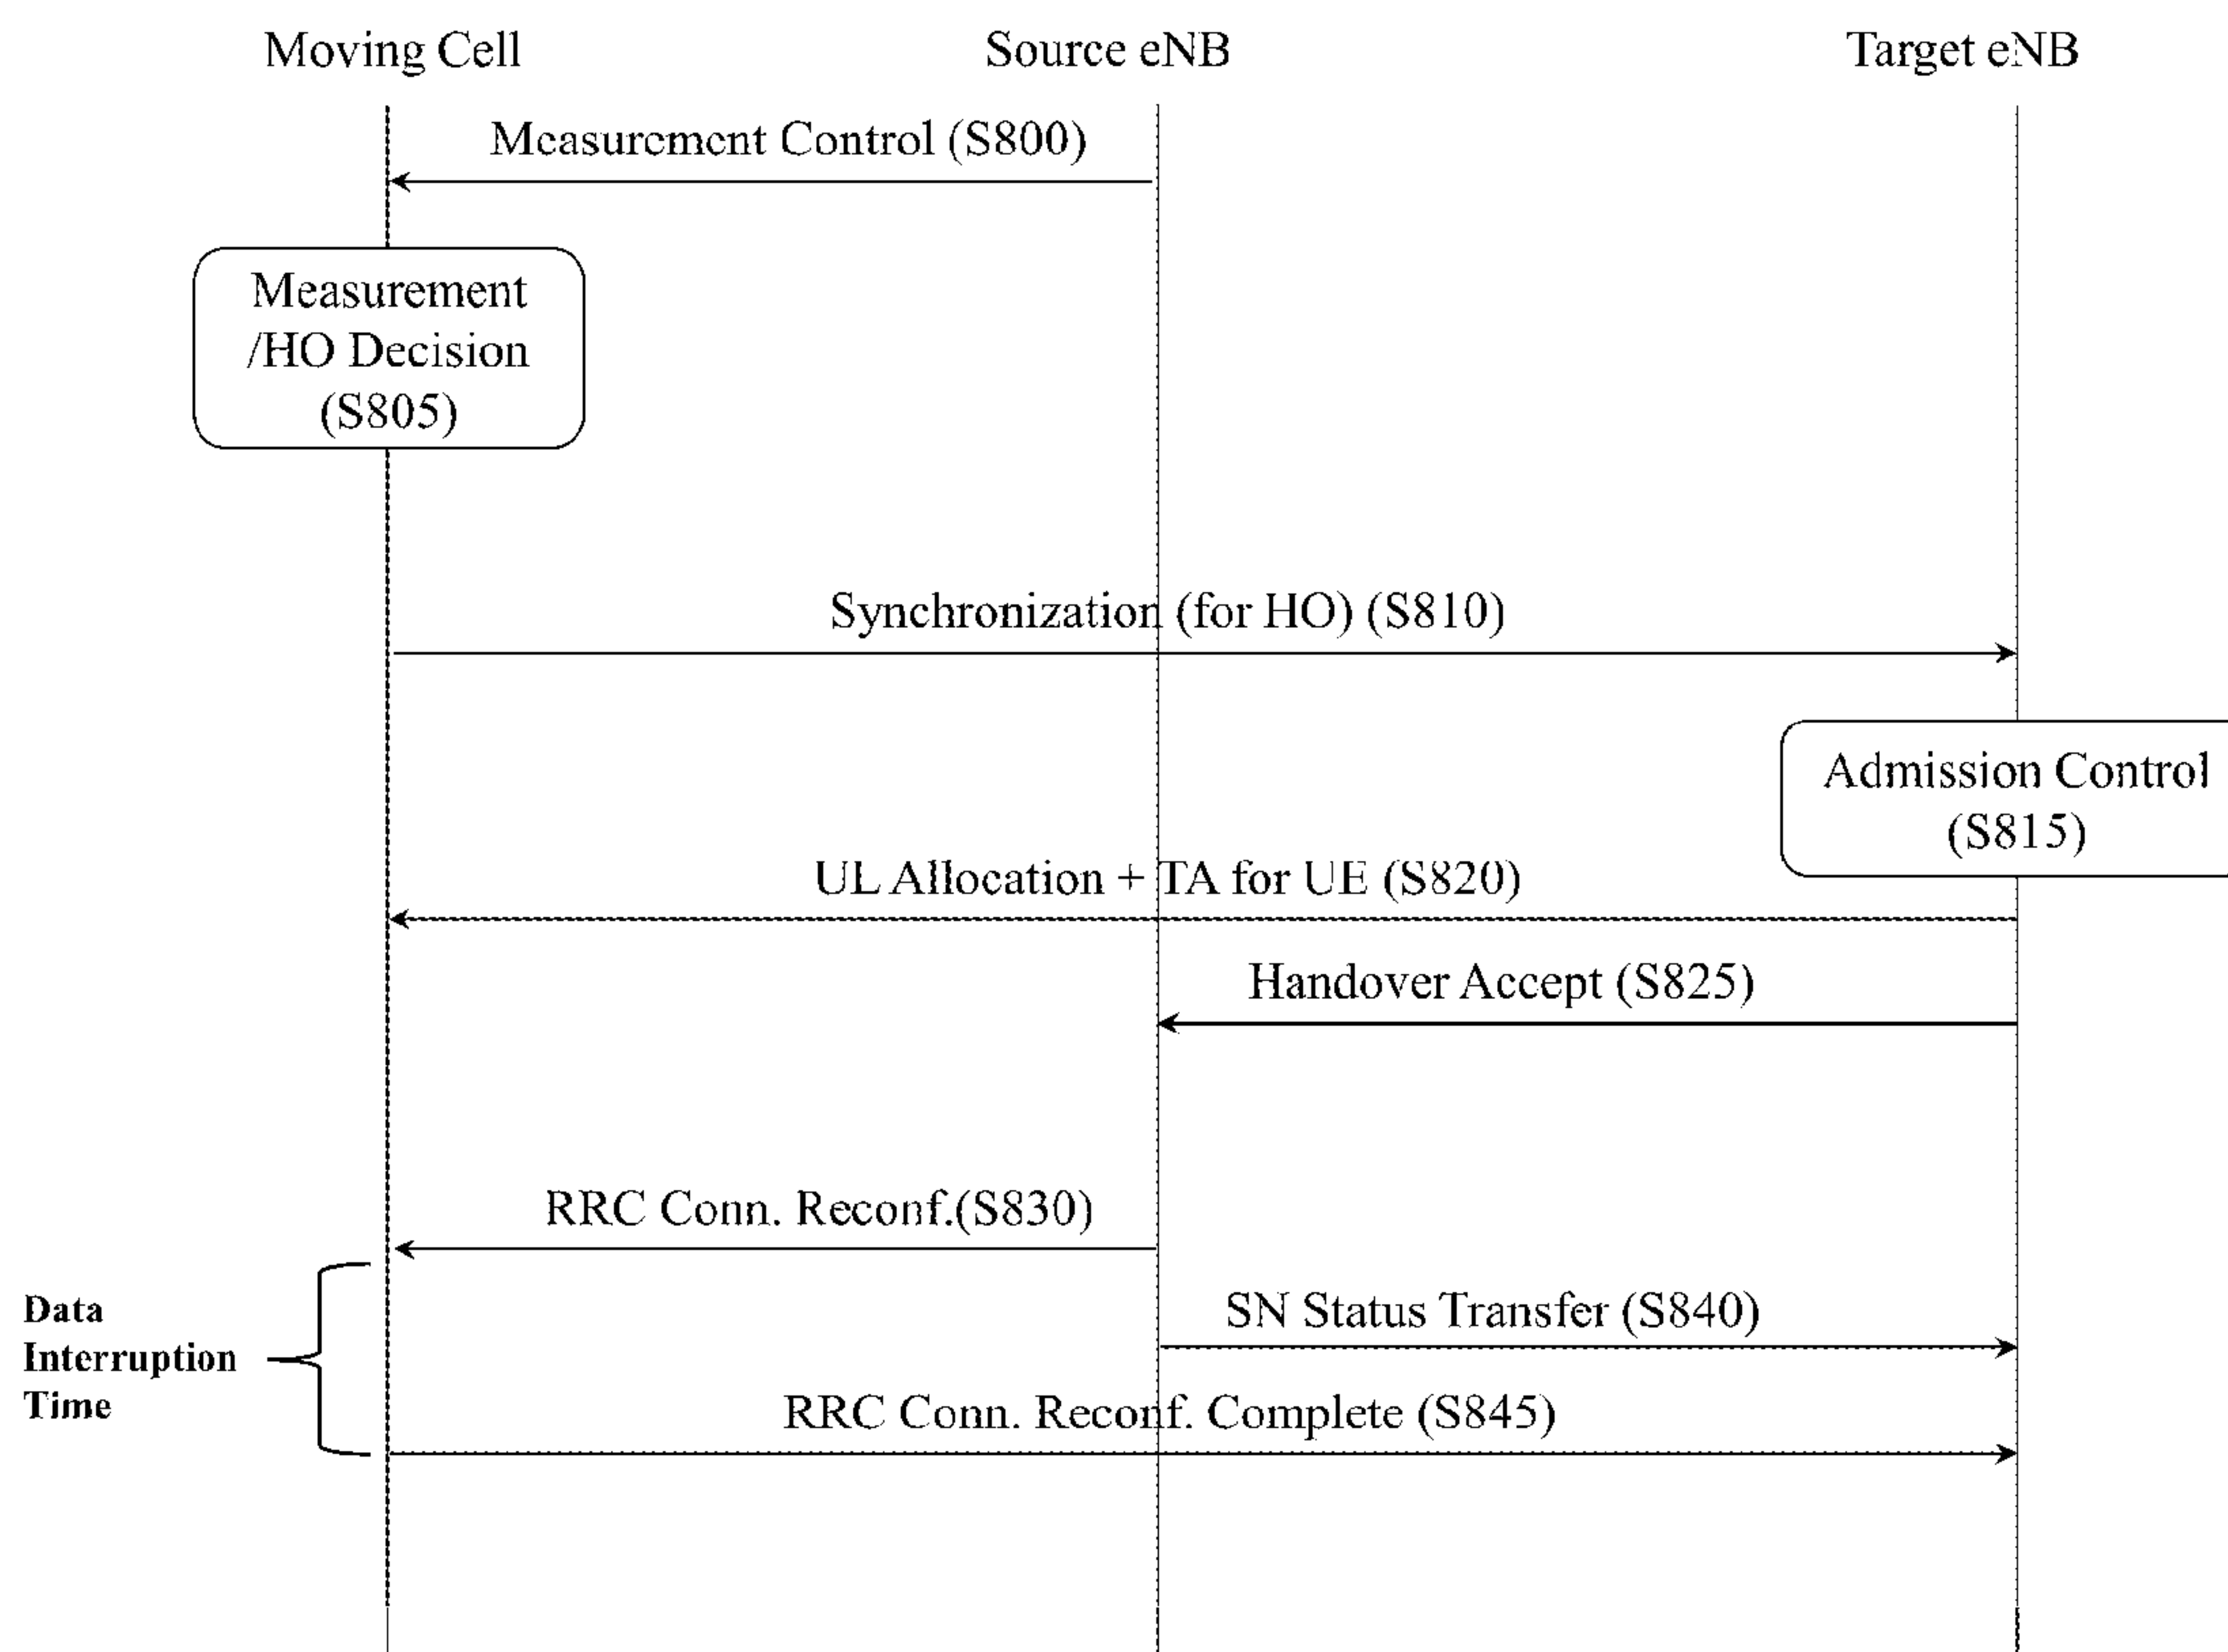 Moving Cell
Source eNB
Target eNB
Measurement Control (S800)
Measurement
/HO Decision
(S805)
Synchronization (for HO) (S810)
Admission Control
(S815)
UL Allocation + TA for UE (S820)
Handover Accept (S825)
RRC Conn. Reconf.(S830)
Data
Interruption
Time
SN Status Transfer (S840)
RRC Conn. Reconf. Complete (S845)